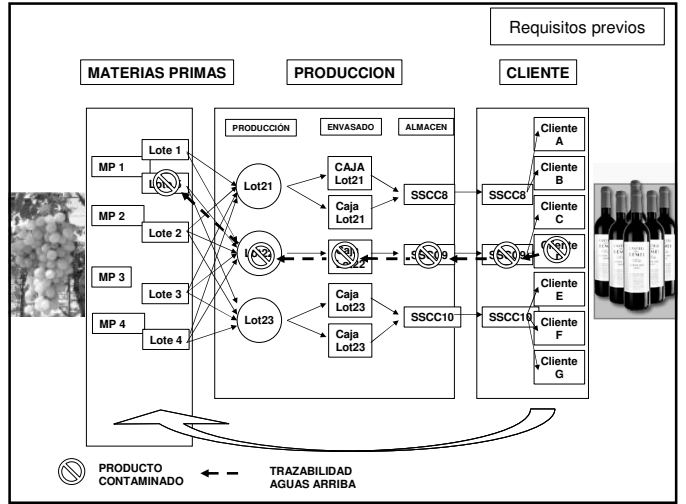 Requisitos previos
MATERIAS PRIMAS
PRODUCCION
CLIENTE
PRODUCCIÓN
ENVASADO
ALMACEN
MP 1
MP 2
MP 3
MP 4
Lote 1
Lote 2
Lote 3
Lote 4
Lot21
Lot23
CAJA
Lot21
Caja
Lot21
Caja
Lot23
Caja
Lot23
SSCC8
SSCC10
SSCC8
SSCC10
Cliente
A
Cliente
B
Cliente
C
Cliente
E
Cliente
F
Cliente
G
PRODUCTO
CONTAMINADO
TRAZABILIDAD
AGUAS ARRIBA